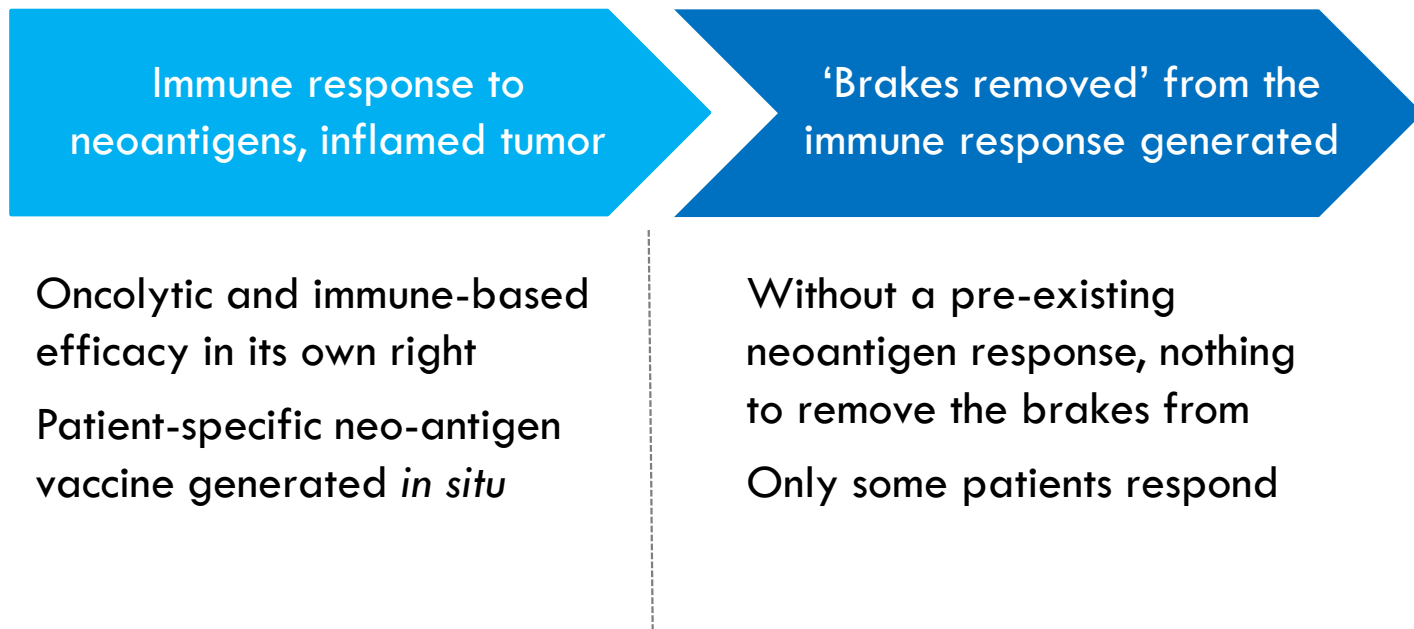 Immune response to
neoantigens, inflamed tumor
‘Brakes removed’ from the
immune response generated
Oncolytic and immune-based
efficacy in its own right
Patient-specific neo-antigen
vaccine generated in situ
Without a pre-existing
neoantigen response, nothing
to remove the brakes from
Only some patients respond